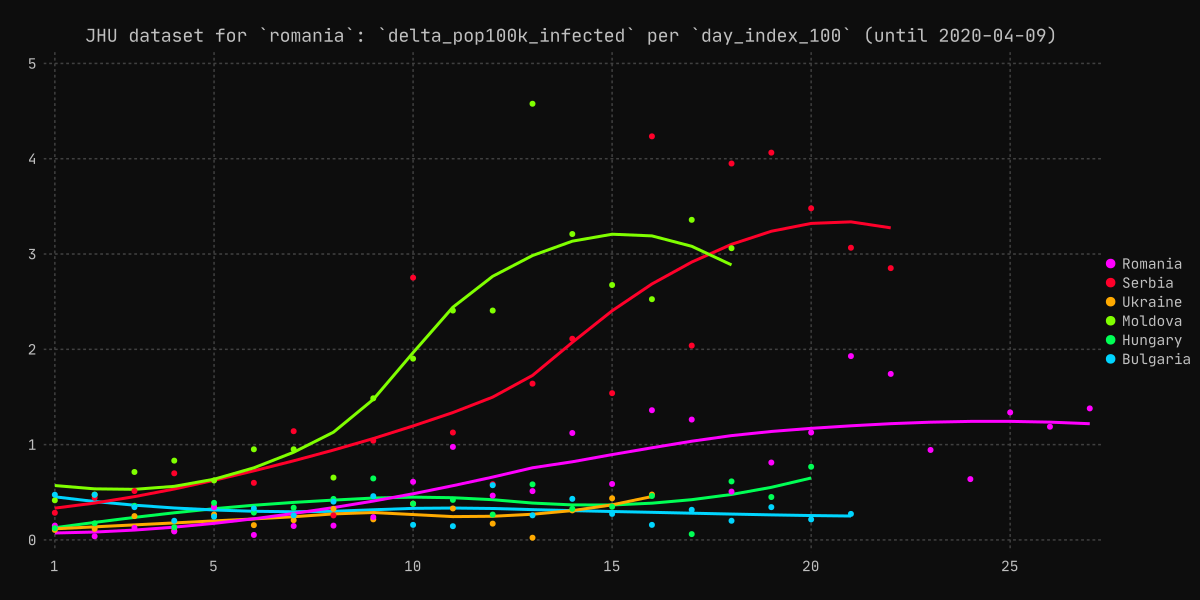 JHU dataset for `romania`: `delta_pop100k_infected` per `day_index_100` (until 2020-04-09)
5
4
3
2
1
0
1 5 10 15 20 25
Romania
Serbia
Ukraine
Moldova
Hungary
Bulgaria